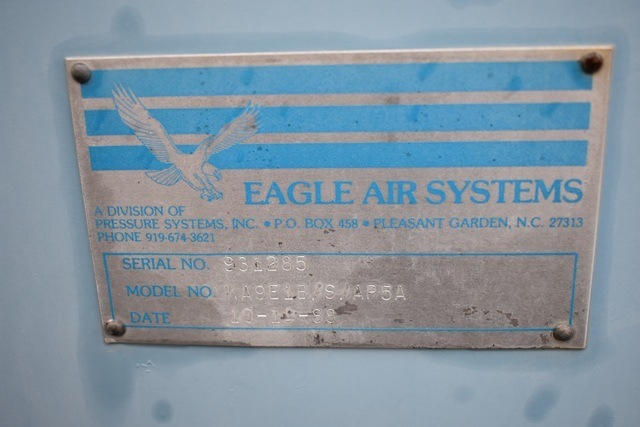 EAGLE AIR SYSTEMS
A DIVISION OF
PRESSURE SYSTEMS, INC. • P.O. BOX 458 • PLEASANT GARDEN, N.C. 27313
PHONE 919-674-3621
SERIAL NO. 931285
MODEL NO.
DATE